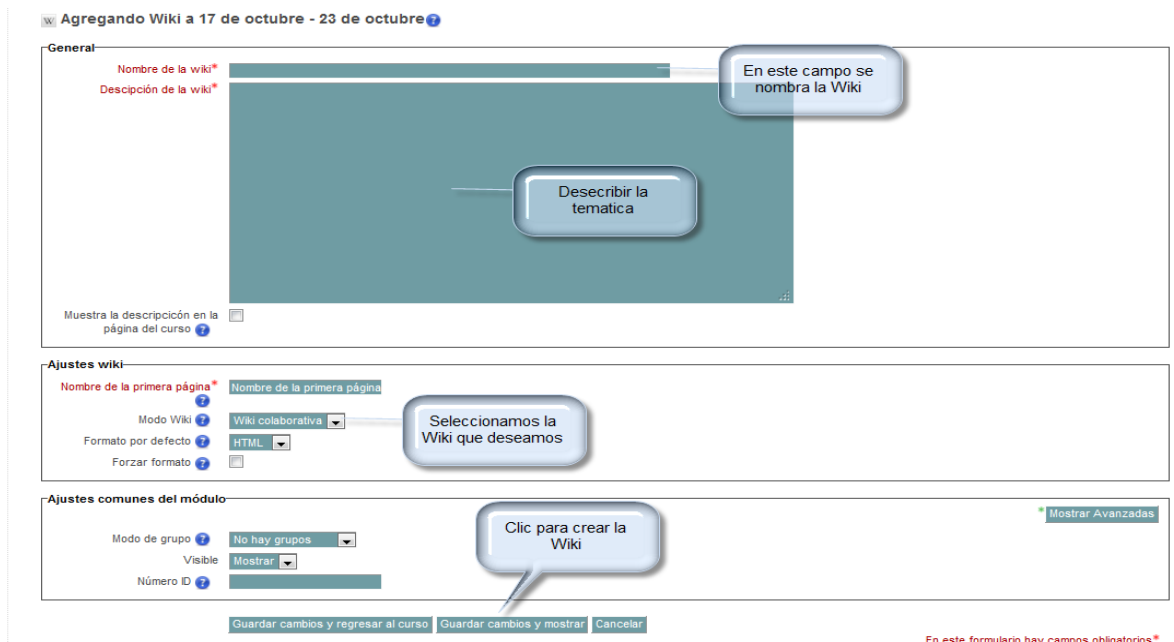 Agregando Wiki a 17 de octubre - 23 de octubre
General
Nombre de la wiki*
En este campo se
nombra la Wiki
Descipción de la wiki*
Desecribir la
tematica
Muestra la descripcicón en la
página del curso
Ajustes wiki
Nombre de la primera página*
Nombre de la primera página
Modo Wiki
Wiki colaborativa
Seleccionamos la
Wiki que deseamos
Formato por defecto
HTML
Forzar formato
Ajustes comunes del módulo
* Mostrar Avanzadas
Clic para crear la
Wiki
Modo de grupo
No hay grupos
Visible
Mostrar
Número ID
Guardar cambios y regresar al curso
Guardar cambios y mostrar
Cancelar
En este formulario hay campos obligatorios*